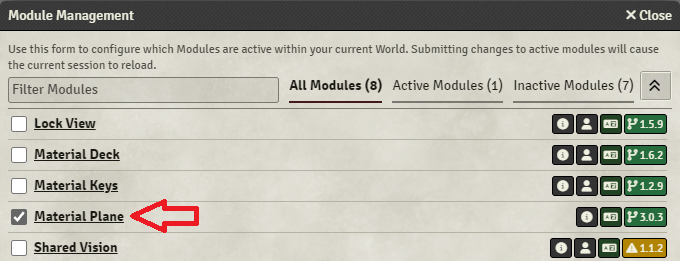 Module Management
Close
Use this form to configure which Modules are active within your current World. Submitting changes to active modules will cause
the current session to reload.
Filter Modules
All Modules (8)
Active Modules (1)
Inactive Modules (7)
Lock View
1.5.9
Material Deck
1.6.2
Material Keys
1.2.9
Material Plane
3.0.3
Shared Vision
1.1.2